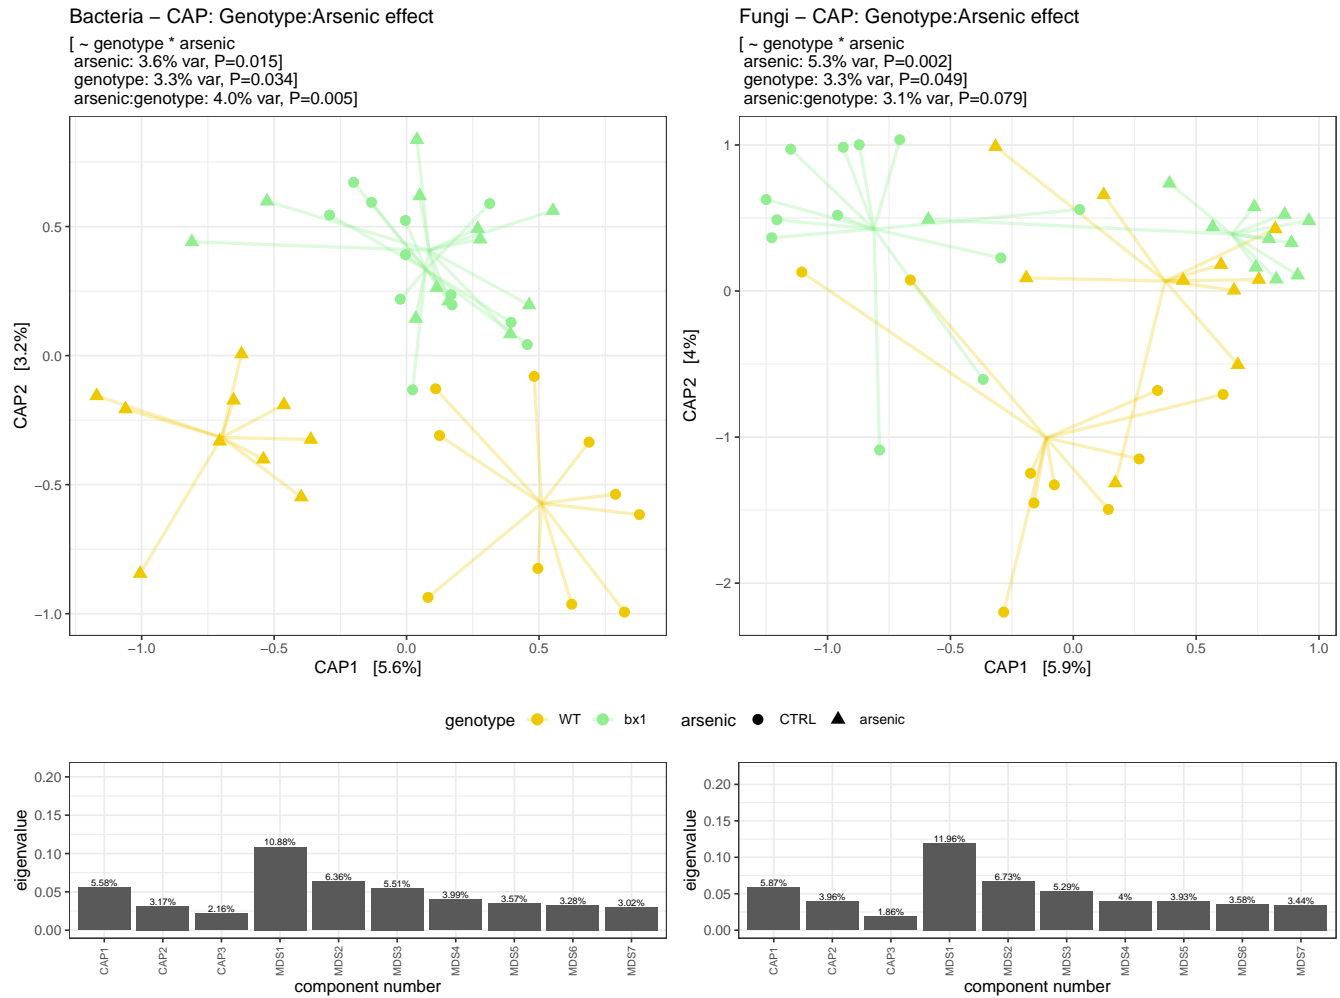 Bacteria – CAP: Genotype:Arsenic effect
[ ~ genotype * arsenic
arsenic: 3.6% var, P=0.015]
genotype: 3.3% var, P=0.034]
arsenic:genotype: 4.0% var, P=0.005]
CAP2 [3.2%]
0.5
0.0
−0.5
−1.0
−1.0
−0.5
0.0
0.5
CAP1 [5.6%]
Fungi – CAP: Genotype:Arsenic effect
[ ~ genotype * arsenic
arsenic: 5.3% var, P=0.002]
genotype: 3.3% var, P=0.049]
arsenic:genotype: 3.1% var, P=0.079]
CAP2 [4%]
1
0
−1
−2
−1.0
−0.5
0.0
0.5
1.0
CAP1 [5.9%]
genotype WT bx1 arsenic CTRL arsenic
eigenvalue
0.20
0.15
0.10
0.05
0.00
5.58%
3.17%
2.16%
10.88%
6.36%
5.51%
3.99%
3.57%
3.28%
3.02%
CAP1
CAP2
CAP3
MDS1
MDS2
MDS3
MDS4
MDS5
MDS6
MDS7
component number
eigenvalue
0.20
0.15
0.10
0.05
0.00
5.87%
3.96%
1.86%
11.96%
6.73%
5.29%
4%
3.93%
3.58%
3.44%
CAP1
CAP2
CAP3
MDS1
MDS2
MDS3
MDS4
MDS5
MDS6
MDS7
component number